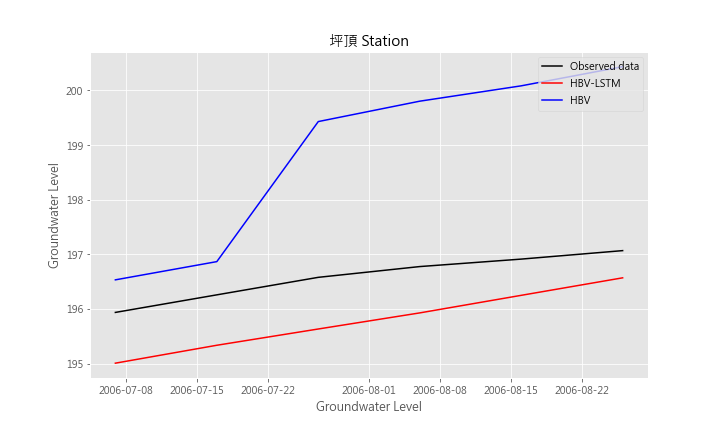 坪頂 Station
Observed data
HBV-LSTM
HBV
Groundwater Level
200
199
198
197
196
195
2006-07-08 2006-07-15 2006-07-22 2006-08-01 2006-08-08 2006-08-15 2006-08-22
Groundwater Level